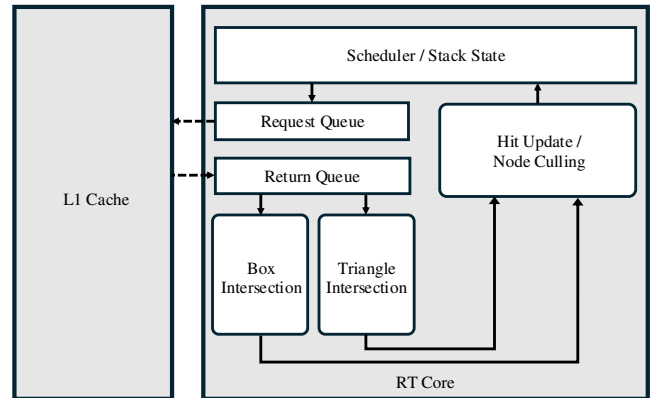 Scheduler / Stack State
Request Queue
Hit Update /
Node Culling
Return Queue
L1 Cache
Box
Intersection
Triangle
Intersection
RT Core